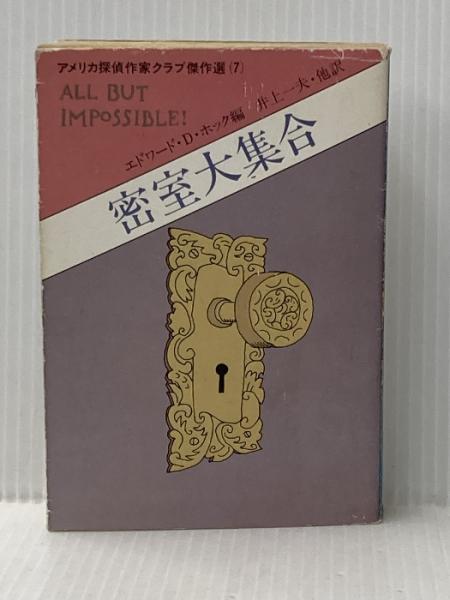 アメリカ探偵作家クラブ傑作選(7)
ALL BUT
IMPOSSIBLE!
エドワード・D・ホック編 井上一夫・他訳
密室大集合